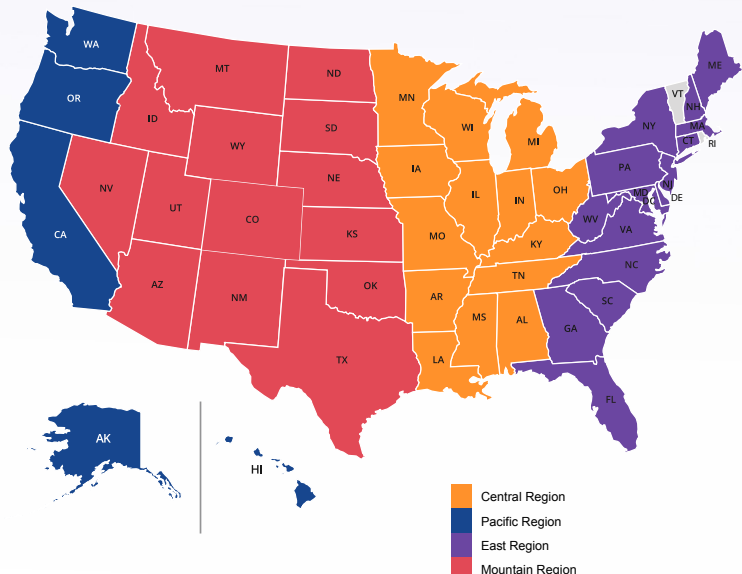 WA
OR
CA
NV
ID
MT
WY
UT
AZ
CO
NM
ND
SD
NE
KS
OK
TX
MN
IA
MO
AR
LA
WI
IL
MI
IN
OH
KY
TN
MS
AL
ME
VT
NH
MA
CT
RI
NY
PA
NJ
DE
MD
DC
WV
VA
NC
SC
GA
FL
AK
HI
Central Region
Pacific Region
East Region
Mountain Region